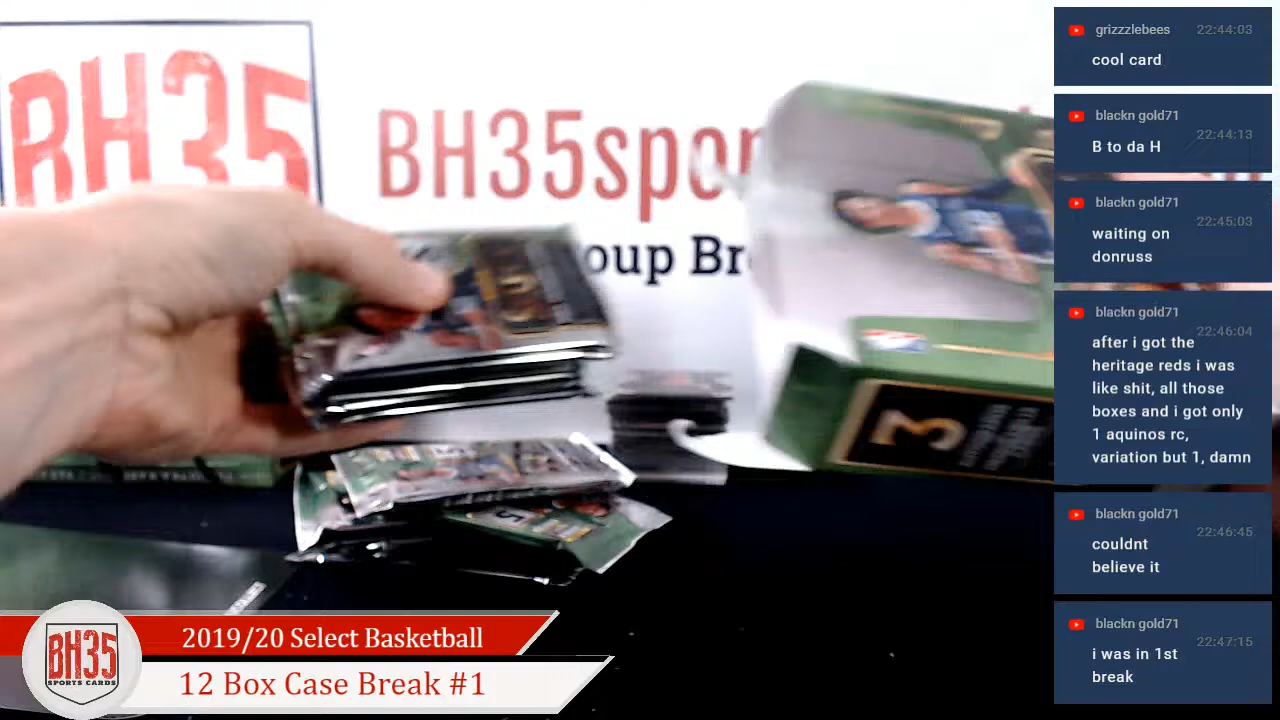 BH35
BH35spor
oup Br
3
grizzzlebees 22:44:03
cool card
blackn gold71
22:44:13
B to da H
blackn gold71
22:45:03
waiting on
donruss
blackn gold71
22:46:04
after i got the
heritage reds i was
like shit, all those
boxes and i got only
1 aquinos rc,
variation but 1, damn
blackn gold71
22:46:45
couldnt
believe it
blackn gold71
22:47:15
i was in 1st
break
BH35
SPORTS CARDS
2019/20 Select Basketball
12 Box Case Break #1